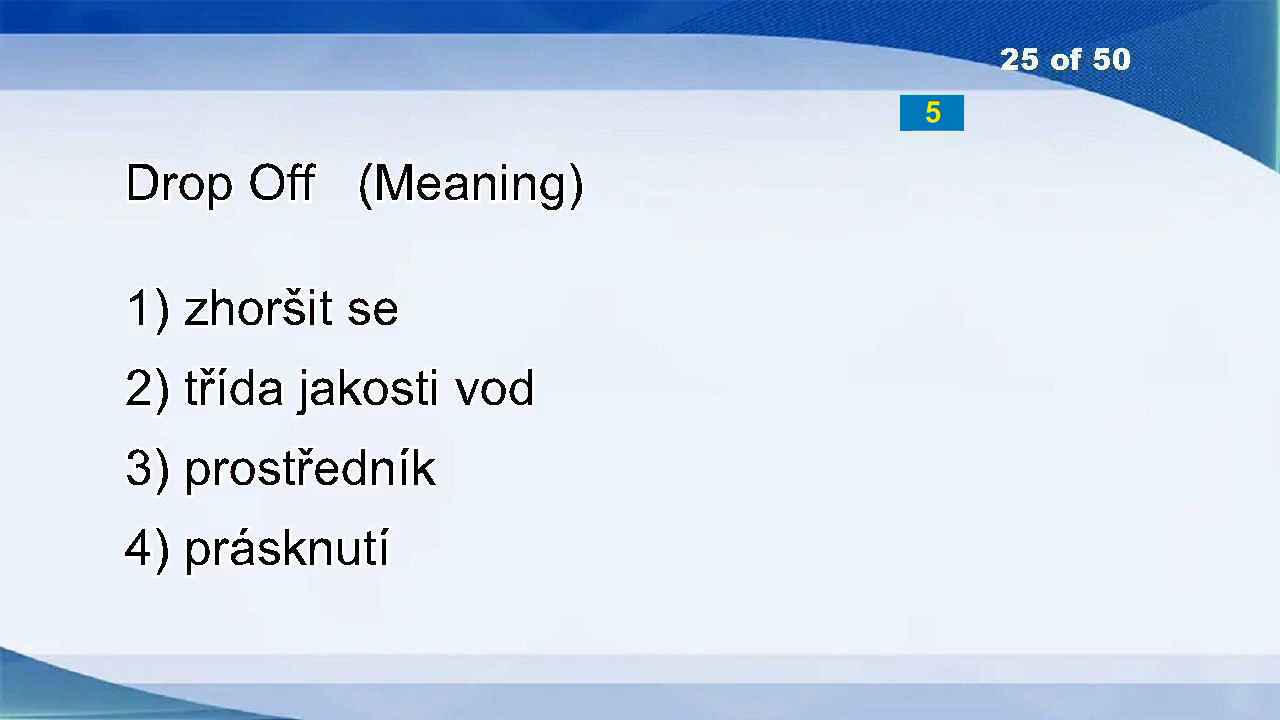 25 of 50
5
Drop Off (Meaning)
1) zhoršit se
2) třída jakosti vod
3) prostředník
4) prásknutí